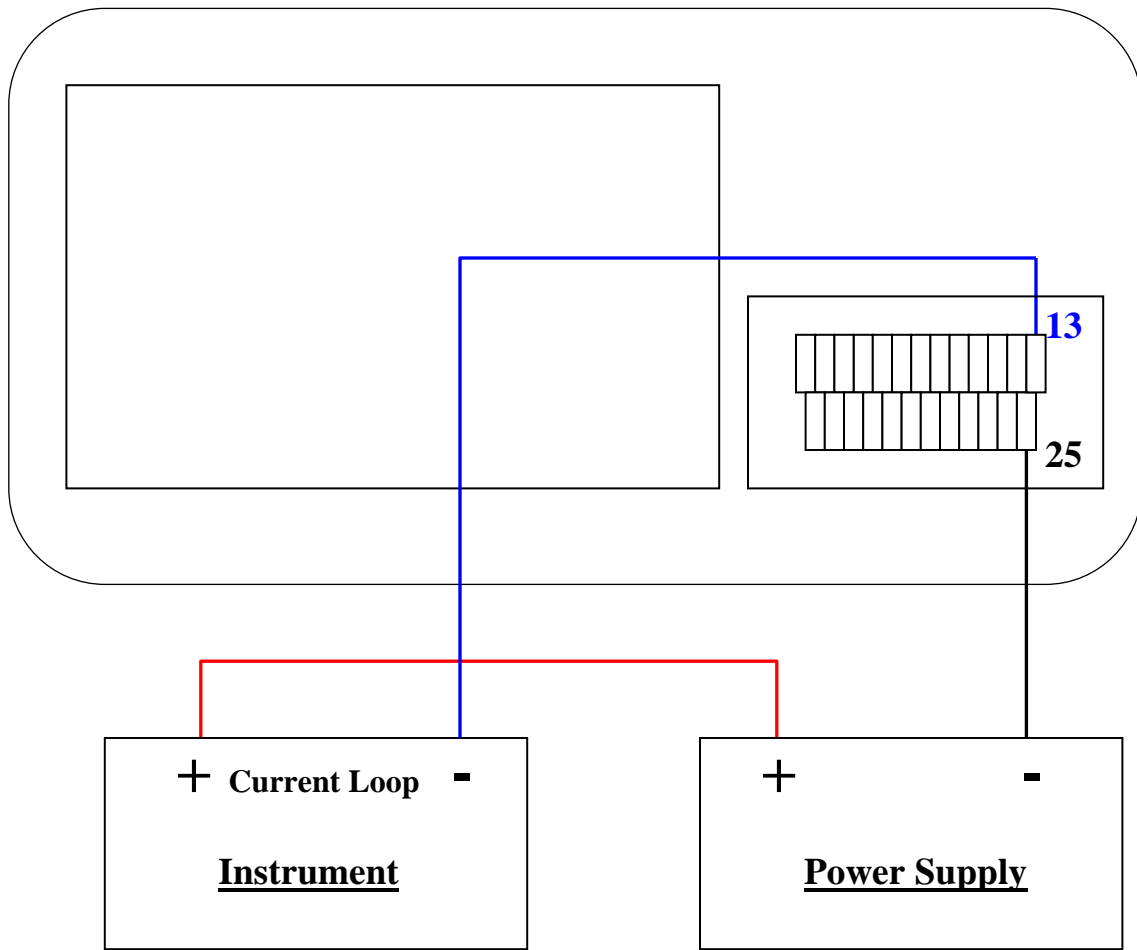 13
25
+ Current Loop -
+ -
Instrument
Power Supply